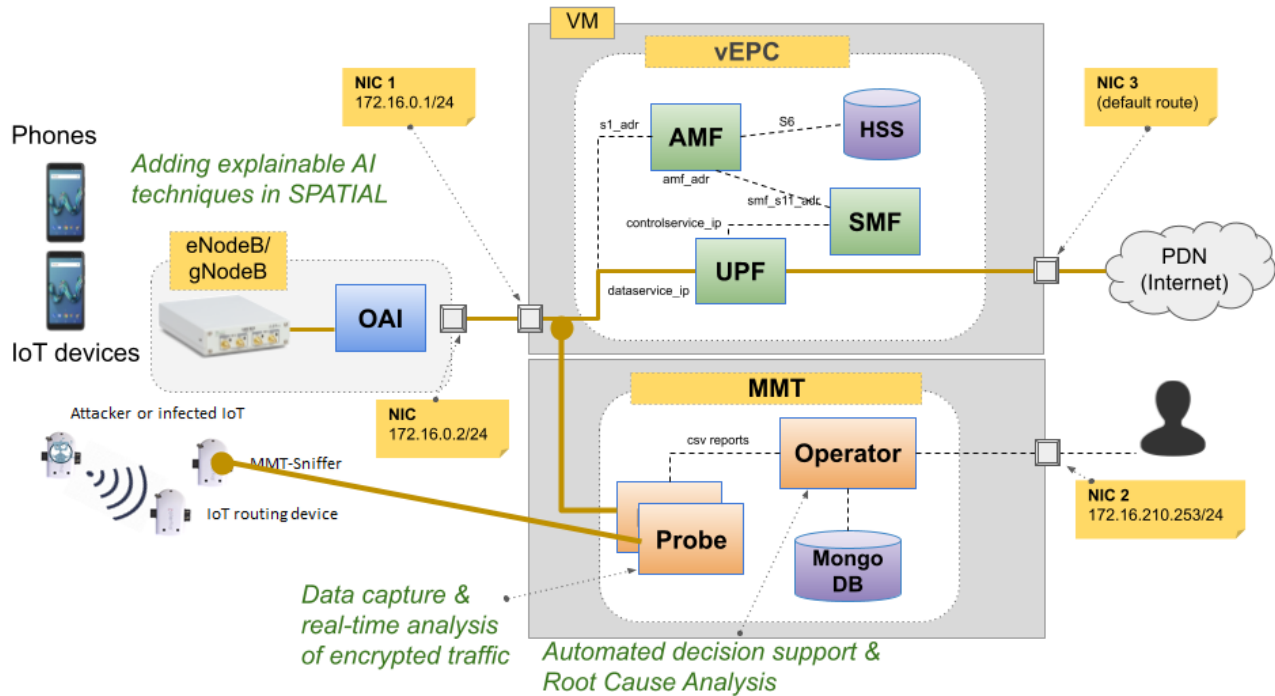 VM
vEPC
NIC 1
172.16.0.1/24
NIC 3
(default route)
Phones
Adding explainable AI
techniques in SPATIAL
s1_adr
AMF
S6
HSS
amf_adr
smf_s11_adr
controlservice_ip
SMF
eNodeB/
gNodeB
OAI
UPF
dataservice_ip
PDN
(Internet)
IoT devices
MMT
NIC
172.16.0.2/24
Attacker or infected IoT
MMT-Sniffer
IoT routing device
csv reports
Operator
NIC 2
172.16.210.253/24
Probe
Mongo
DB
Data capture &
real-time analysis
of encrypted traffic
Automated decision support &
Root Cause Analysis